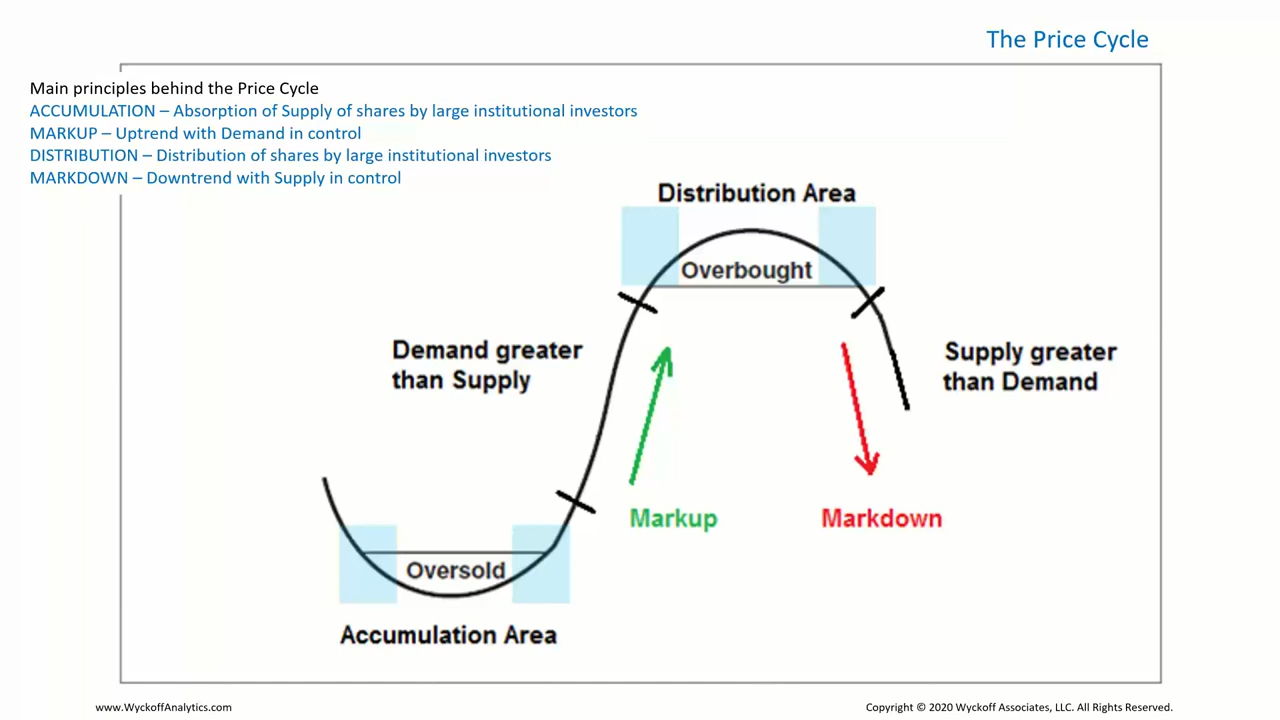 The Price Cycle
Main principles behind the Price Cycle
ACCUMULATION – Absorption of Supply of shares by large institutional investors
MARKUP – Uptrend with Demand in control
DISTRIBUTION – Distribution of shares by large institutional investors
MARKDOWN – Downtrend with Supply in control
Distribution Area
Overbought
Demand greater
than Supply
Supply greater
than Demand
Markup
Markdown
Oversold
Accumulation Area
www.WyckoffAnalytics.com
Copyright © 2020 Wyckoff Associates, LLC. All Rights Reserved.